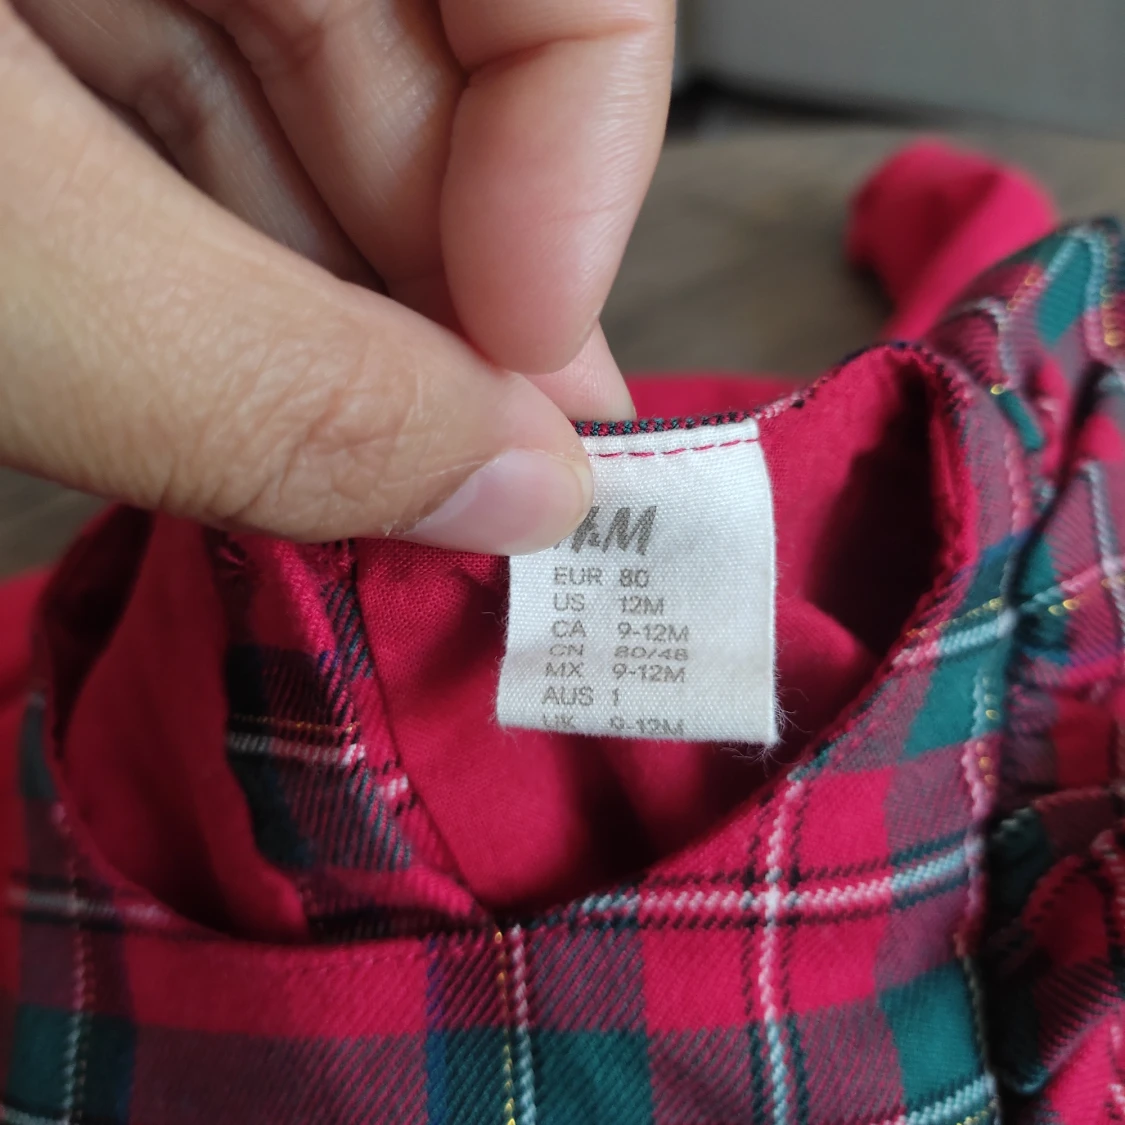 &M
EUR 80
US 12M
CA 9-12M
CN 80/48
MX 9-12M
AUS 1
UK 9-12M